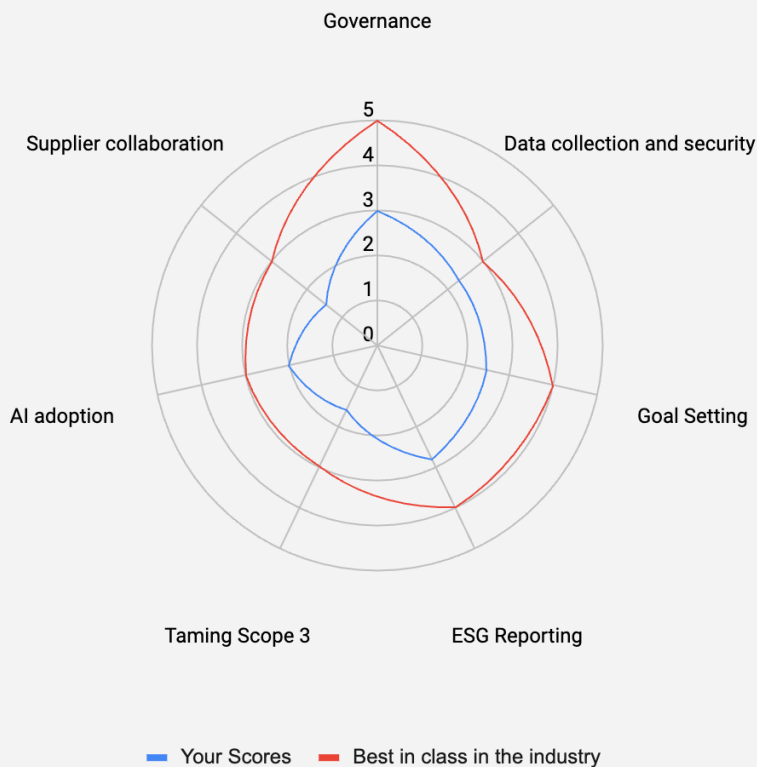 Governance
Supplier collaboration
Data collection and security
5
4
3
2
1
0
AI adoption
Goal Setting
Taming Scope 3
ESG Reporting
Your Scores
Best in class in the industry